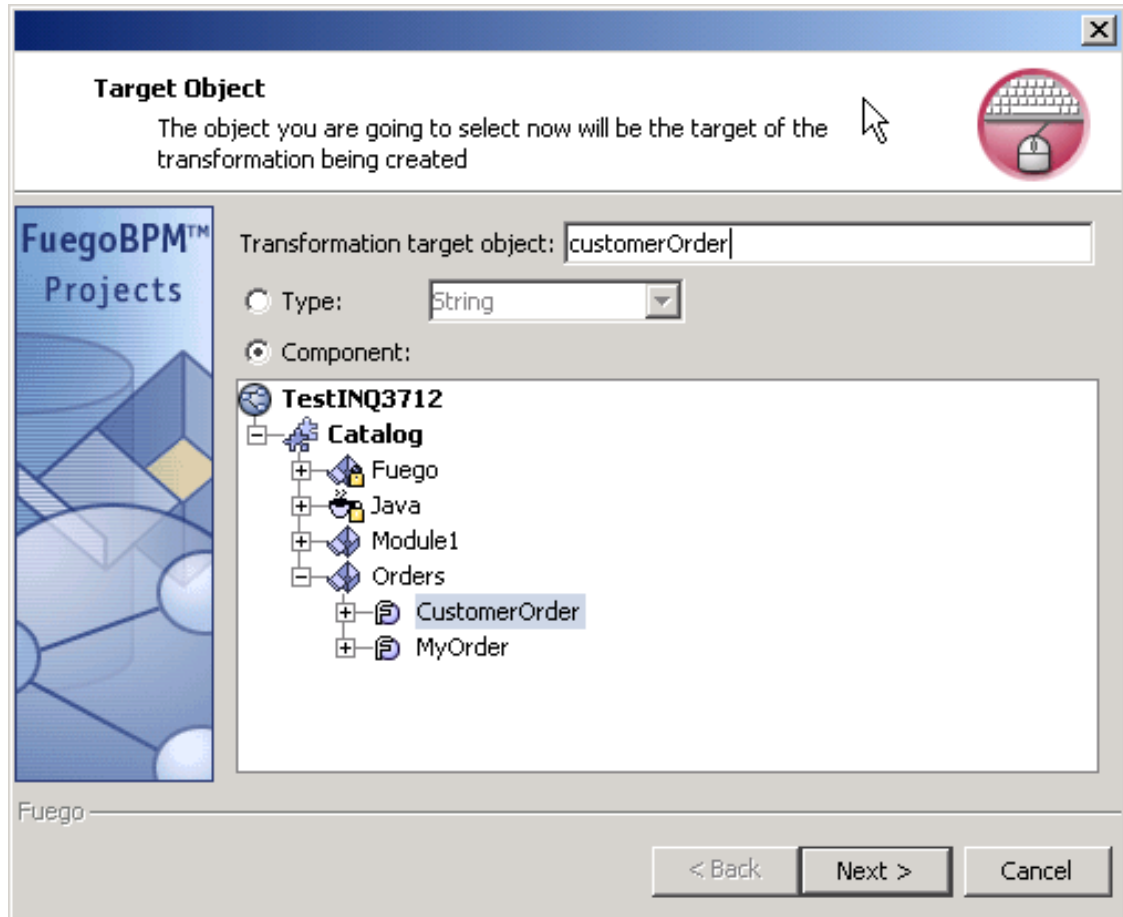 Target Object
The object you are going to select now will be the target of the
transformation being created
FuegoBPM™
Projects
Transformation target object: customerOrder
Type: String
Component:
TestINQ3712
Catalog
Fuego
Java
Module1
Orders
CustomerOrder
MyOrder
Fuego
< Back Next > Cancel